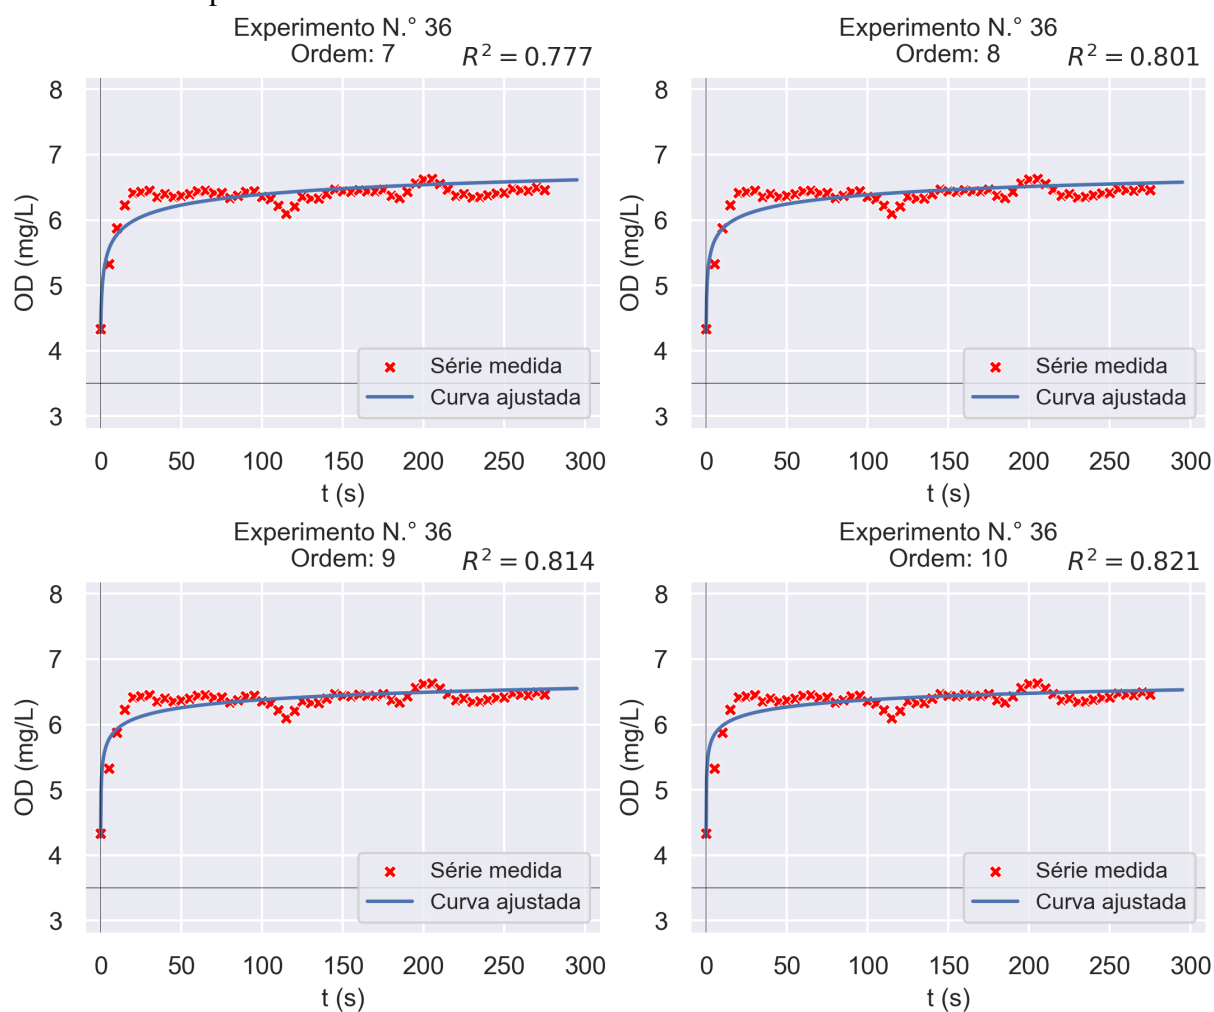 Experimento N.° 36
Ordem: 7
R² = 0.777
8
7
6
5
4
3
OD (mg/L)
Série medida
Curva ajustada
0 50 100 150 200 250 300
t (s)
Experimento N.° 36
Ordem: 8
R² = 0.801
8
7
6
5
4
3
OD (mg/L)
Série medida
Curva ajustada
0 50 100 150 200 250 300
t (s)
Experimento N.° 36
Ordem: 9
R² = 0.814
8
7
6
5
4
3
OD (mg/L)
Série medida
Curva ajustada
0 50 100 150 200 250 300
t (s)
Experimento N.° 36
Ordem: 10
R² = 0.821
8
7
6
5
4
3
OD (mg/L)
Série medida
Curva ajustada
0 50 100 150 200 250 300
t (s)